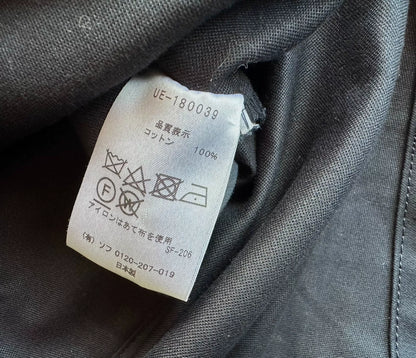 UE-180039
品質表示
コットン 100%
アイロンはあて布を使用
SF-206
(有) ソフ 0120-207-019
日本製